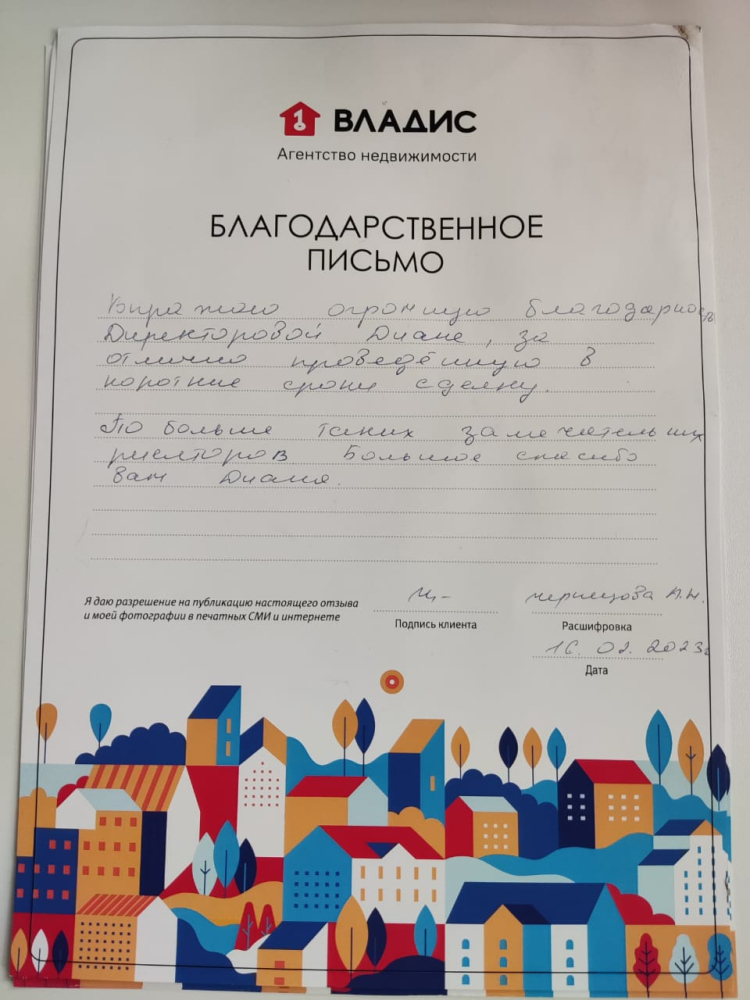 ВЛАДИС
Агентство недвижимости
БЛАГОДАРСТВЕННОЕ
ПИСЬМО
Выражаю огромную благодарность
Директоровой Диане, за
отлично проведённую в
короткие сроки сделку.
Побольше таких замечательных
риелторов Большое спасибо
вам Диана.
Я даю разрешение на публикацию настоящего отзыва
и моей фотографии в печатных СМИ и интернете
Подпись клиента
А.Н.
Расшифровка
16.02.2023г
Дата